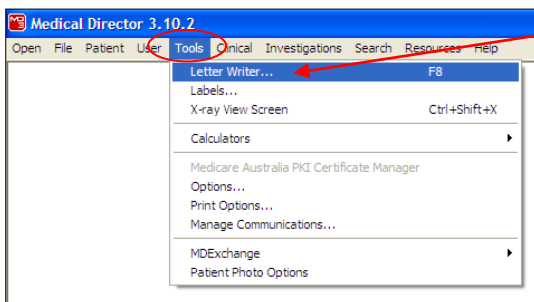 Medical Director 3.10.2
Open File Patient User Tools Clinical Investigations Search Resources Help
Letter Writer... F8
Labels...
X-ray View Screen Ctrl+Shift+X
Calculators
Medicare Australia PKI Certificate Manager
Options...
Print Options...
Manage Communications...
MDExchange
Patient Photo Options